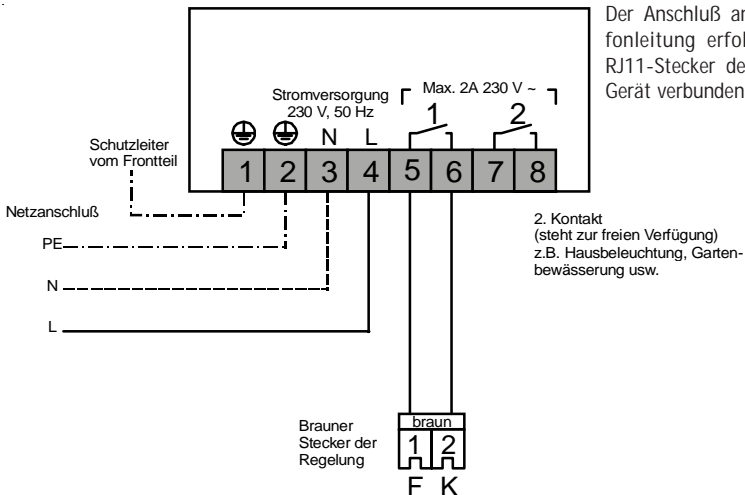 Der Anschluß an
fonleitung erfol
RJ11-Stecker de
Gerät verbunden
Stromversorgung
230 V, 50 Hz
Max. 2A 230 V ~
1 2
N L
Schutzleiter
vom Frontteil
1 2 3 4 5 6 7 8
Netzanschluß
PE
N
L
2. Kontakt
(steht zur freien Verfügung)
z.B. Hausbeleuchtung, Garten-
bewässerung usw.
Brauner
Stecker der
Regelung
braun
1 2
F K